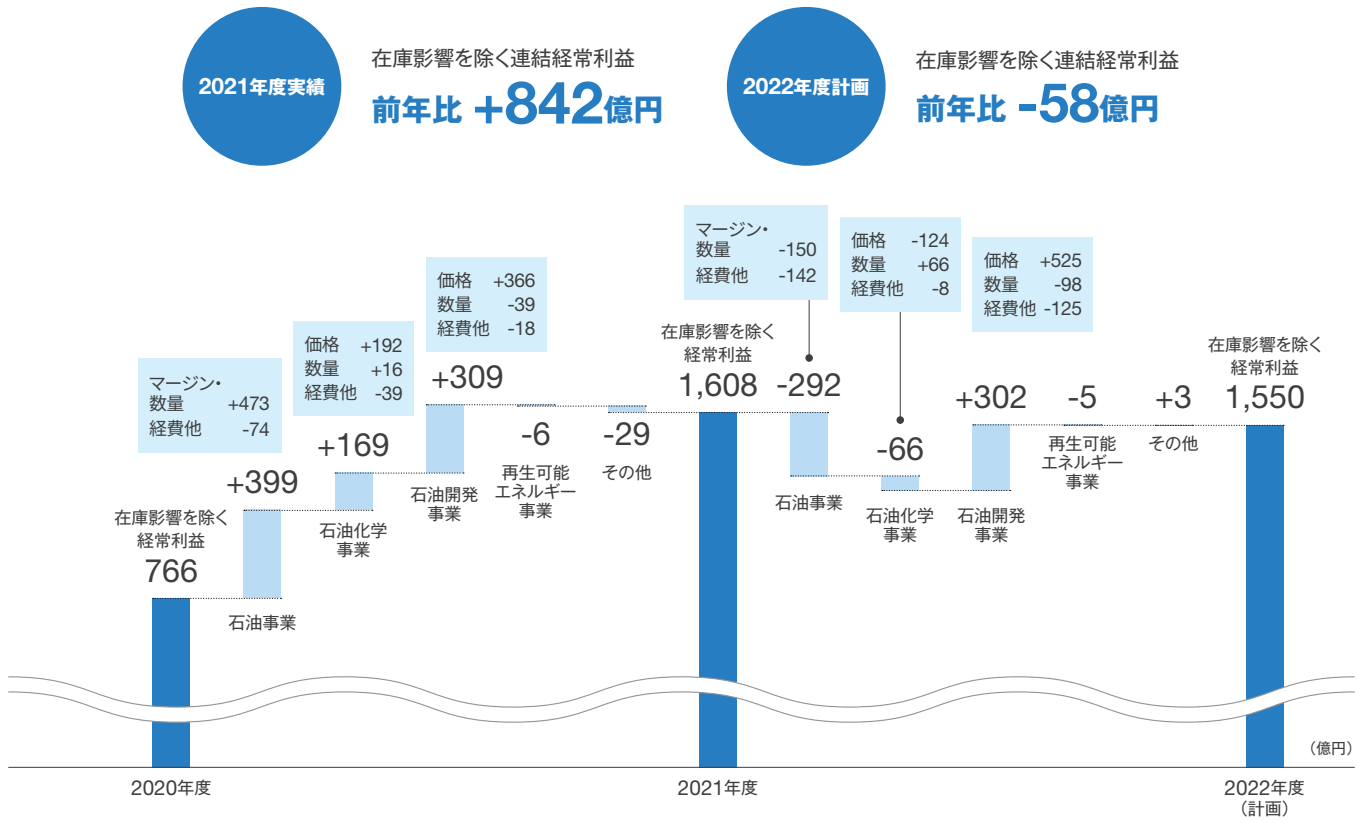 2021年度実績
在庫影響を除く連結経常利益
前年比 +842億円
2022年度計画
在庫影響を除く連結経常利益
前年比 -58億円
マージン・
数量 +473
経費他 -74
価格 +192
数量 +16
経費他 -39
価格 +366
数量 -39
経費他 -18
マージン・
数量 -150
経費他 -142
価格 -124
数量 +66
経費他 -8
価格 +525
数量 -98
経費他 -125
在庫影響を除く
経常利益
766
+399
石油事業
+169
石油化学
事業
+309
石油開発
事業
-6
再生可能
エネルギー
事業
-29
その他
在庫影響を除く
経常利益
1,608
-292
石油事業
-66
石油化学
事業
+302
石油開発
事業
-5
再生可能
エネルギー
事業
+3
その他
在庫影響を除く
経常利益
1,550
（億円）
2020年度
2021年度
2022年度
（計画）